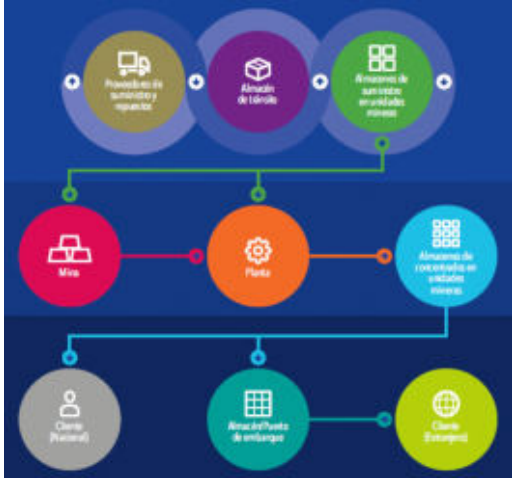 Proveedores de
suministro y
repuestos
Almacén
de tránsito
Almacenes de
suministro
en unidades
mineras
Mina
Planta
Almacenes de
concentrados en
unidades
mineras
Cliente
(Nacional)
Almacén/Puerto
de embarque
Cliente
(Extranjero)